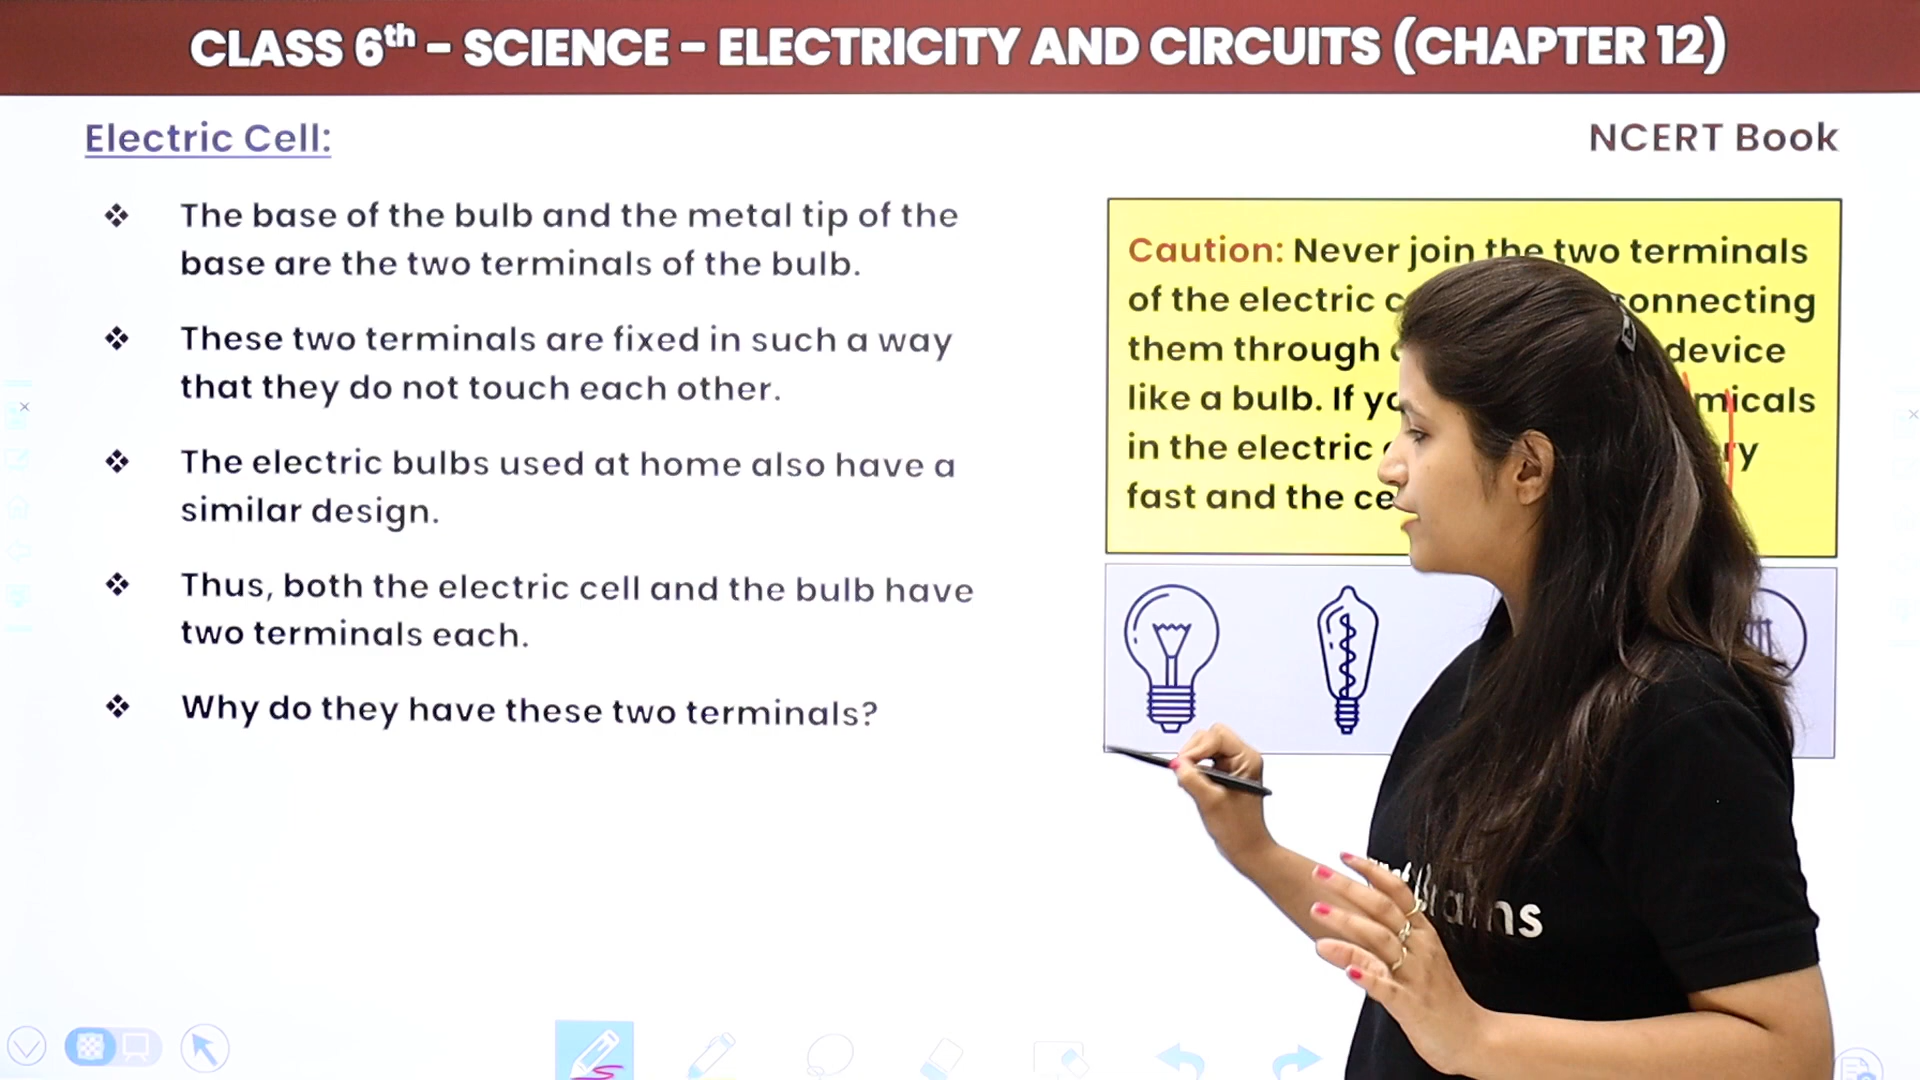 CLASS 6th - SCIENCE - ELECTRICITY AND CIRCUITS (CHAPTER 12)
Electric Cell:
NCERT Book
❖ The base of the bulb and the metal tip of the
base are the two terminals of the bulb.
❖ These two terminals are fixed in such a way
that they do not touch each other.
❖ The electric bulbs used at home also have a
similar design.
❖ Thus, both the electric cell and the bulb have
two terminals each.
❖ Why do they have these two terminals?
Caution: Never join the two terminals
of the electric connecting
them through device
like a bulb. If
in the electric
fast and the